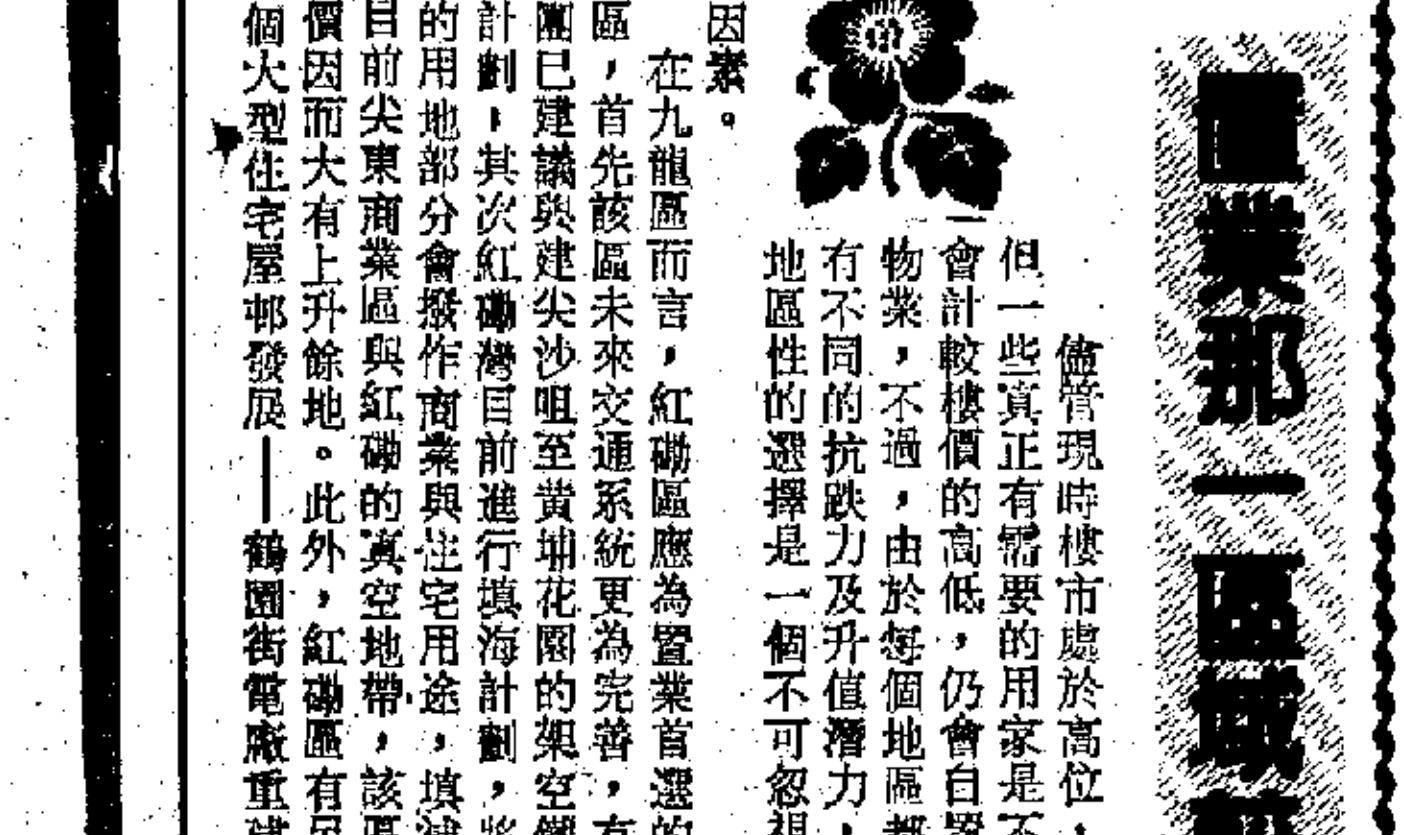 置業那一區域
儘管現時樓市處於高位，
但一些真正有需要的用家是不
會計較樓價的高低，仍會自置
物業，不過，由於每個地區都
有不同的抗跌力及升值潛力，
地區性的選擇是一個不可忽視
因素。
在九龍區而言，紅磡區應為置業首選的
區，首先該區未來交通系統更為完善，有
團已建議興建尖沙咀至黃埔花園的架空鐵
計劃，其次紅磡灣目前進行填海計劃，將
的用地部分會撥作商業與住宅用途，填
目前尖東商業區與紅磡的真空地帶，該區
價因而大有上升餘地。此外，紅磡區有
個大型住宅屋邨發展——鶴園街電廠重建